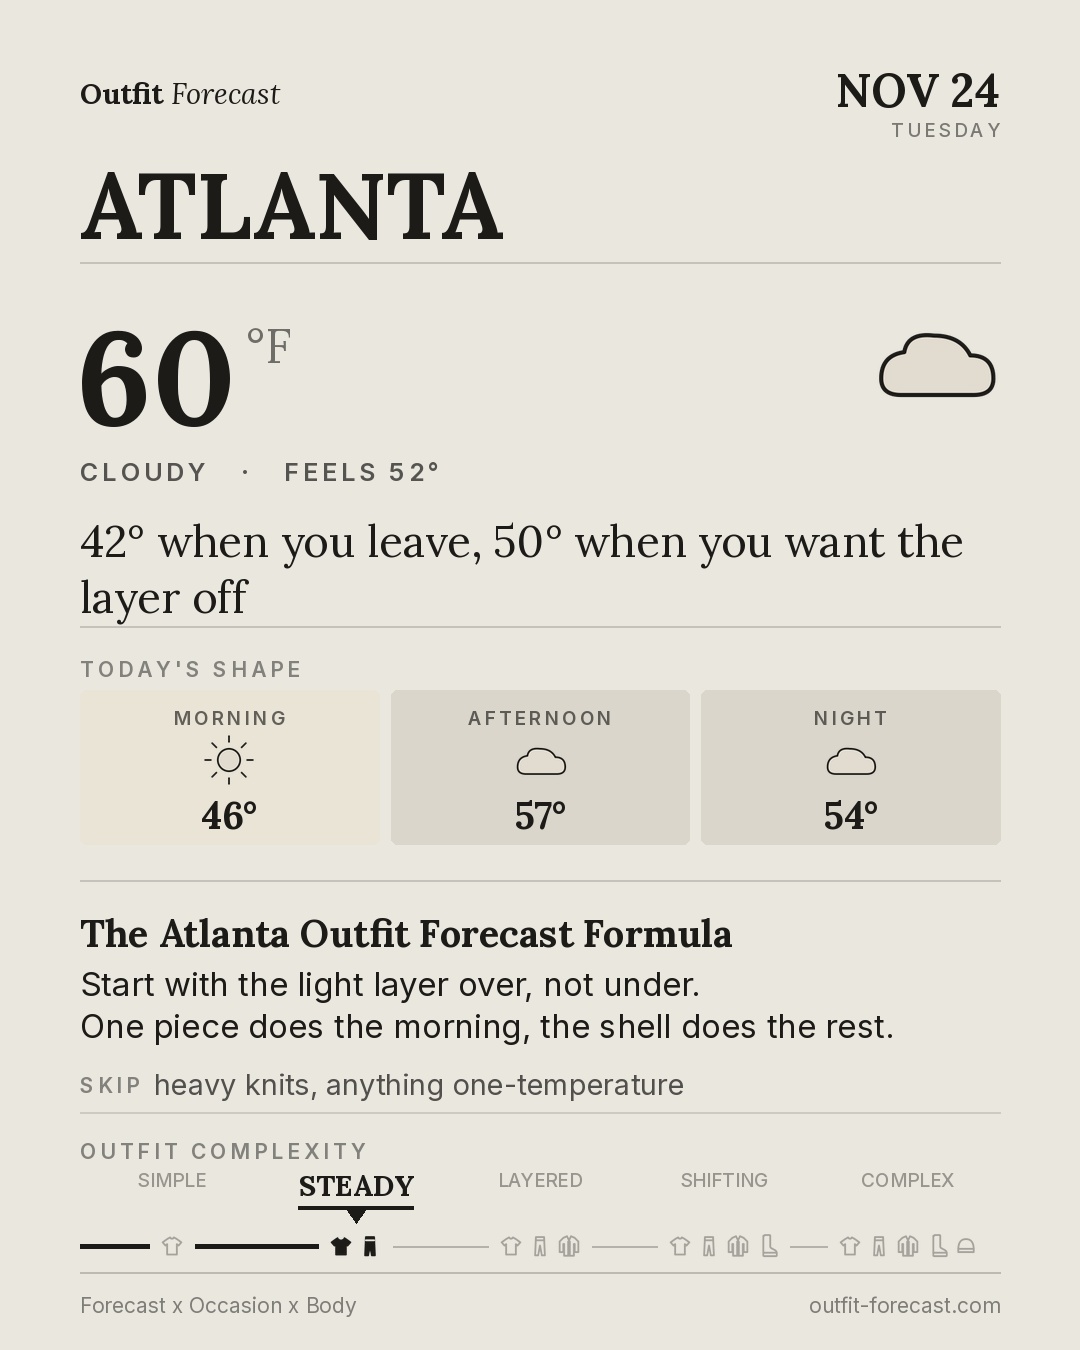 Outfit Forecast
NOV 24
TUESDAY
ATLANTA
60 °F
CLOUDY · FEELS 52°
42° when you leave, 50° when you want the
layer off
TODAY'S SHAPE
MORNING
46°
AFTERNOON
57°
NIGHT
54°
The Atlanta Outfit Forecast Formula
Start with the light layer over, not under.
One piece does the morning, the shell does the rest.
SKIP heavy knits, anything one-temperature
OUTFIT COMPLEXITY
SIMPLE STEADY LAYERED SHIFTING COMPLEX
Forecast x Occasion x Body
outfit-forecast.com